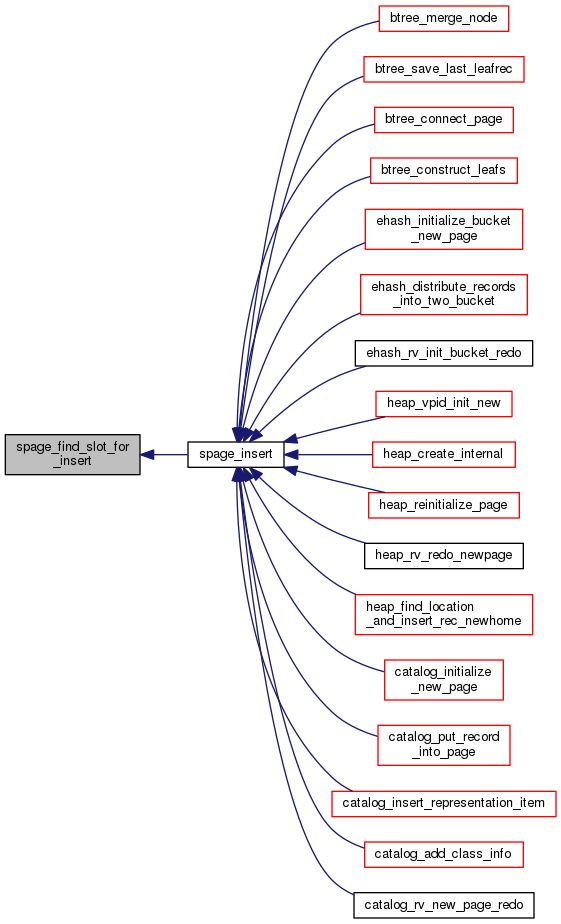 btree_merge_node
btree_save_last_leafrec
btree_connect_page
btree_construct_leafs
ehash_initialize_bucket
_new_page
ehash_distribute_records
_into_two_bucket
ehash_rv_init_bucket_redo
heap_vpid_init_new
spage_find_slot_for
_insert
spage_insert
heap_create_internal
heap_reinitialize_page
heap_rv_redo_newpage
heap_find_location
_and_insert_rec_newhome
catalog_initialize
_new_page
catalog_put_record
_into_page
catalog_insert_representation_item
catalog_add_class_info
catalog_rv_new_page_redo